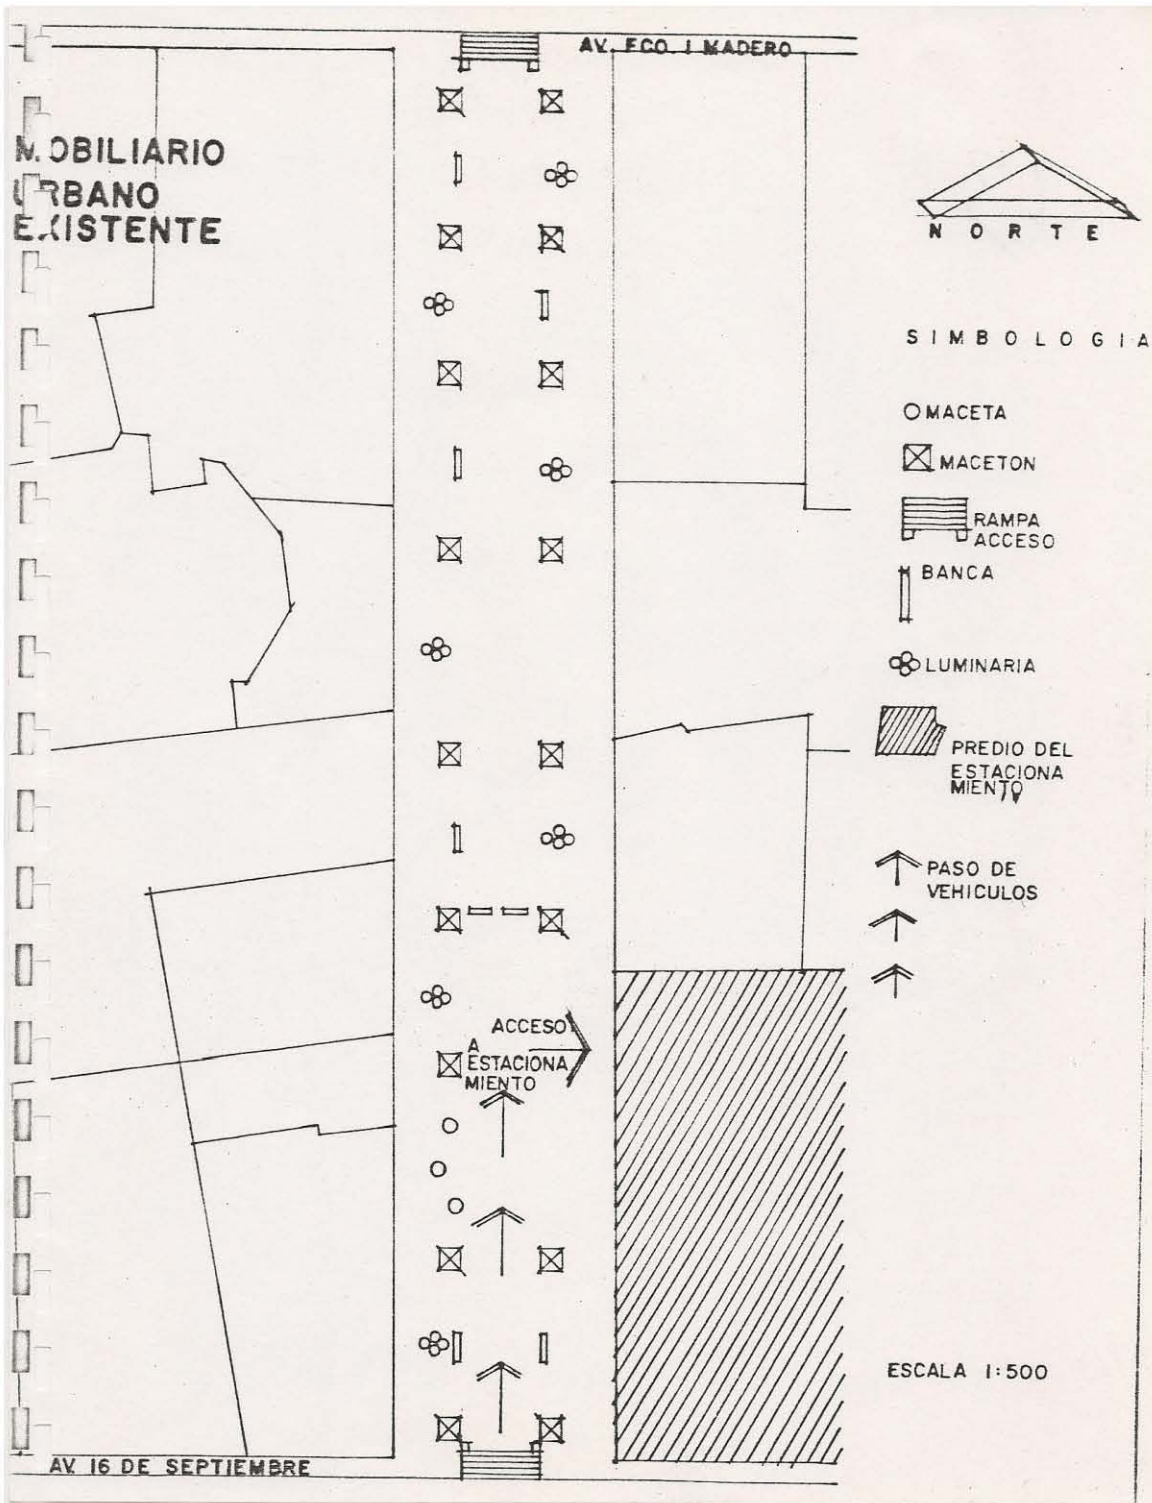 AV. FCO. I MADERO
MOBILIARIO
URBANO
EXISTENTE
NORTE
SIMBOLOGIA
MACETA
MACETON
RAMPA
ACCESO
BANCA
LUMINARIA
PREDIO DEL
ESTACIONA
MIENTO
PASO DE
VEHICULOS
ACCESO
A
ESTACIONA
MIENTO
ESCALA 1:500
AV. 16 DE SEPTIEMBRE